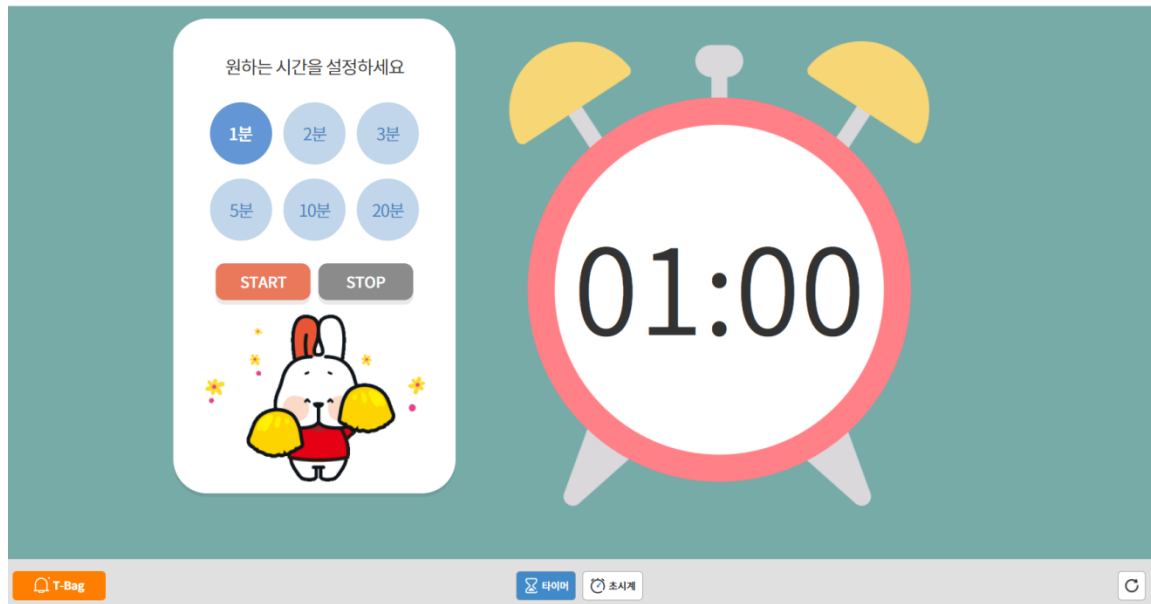 원하는 시간을 설정하세요
1분 2분 3분
5분 10분 20분
START STOP
01:00
T-Bag 타이머 초시계